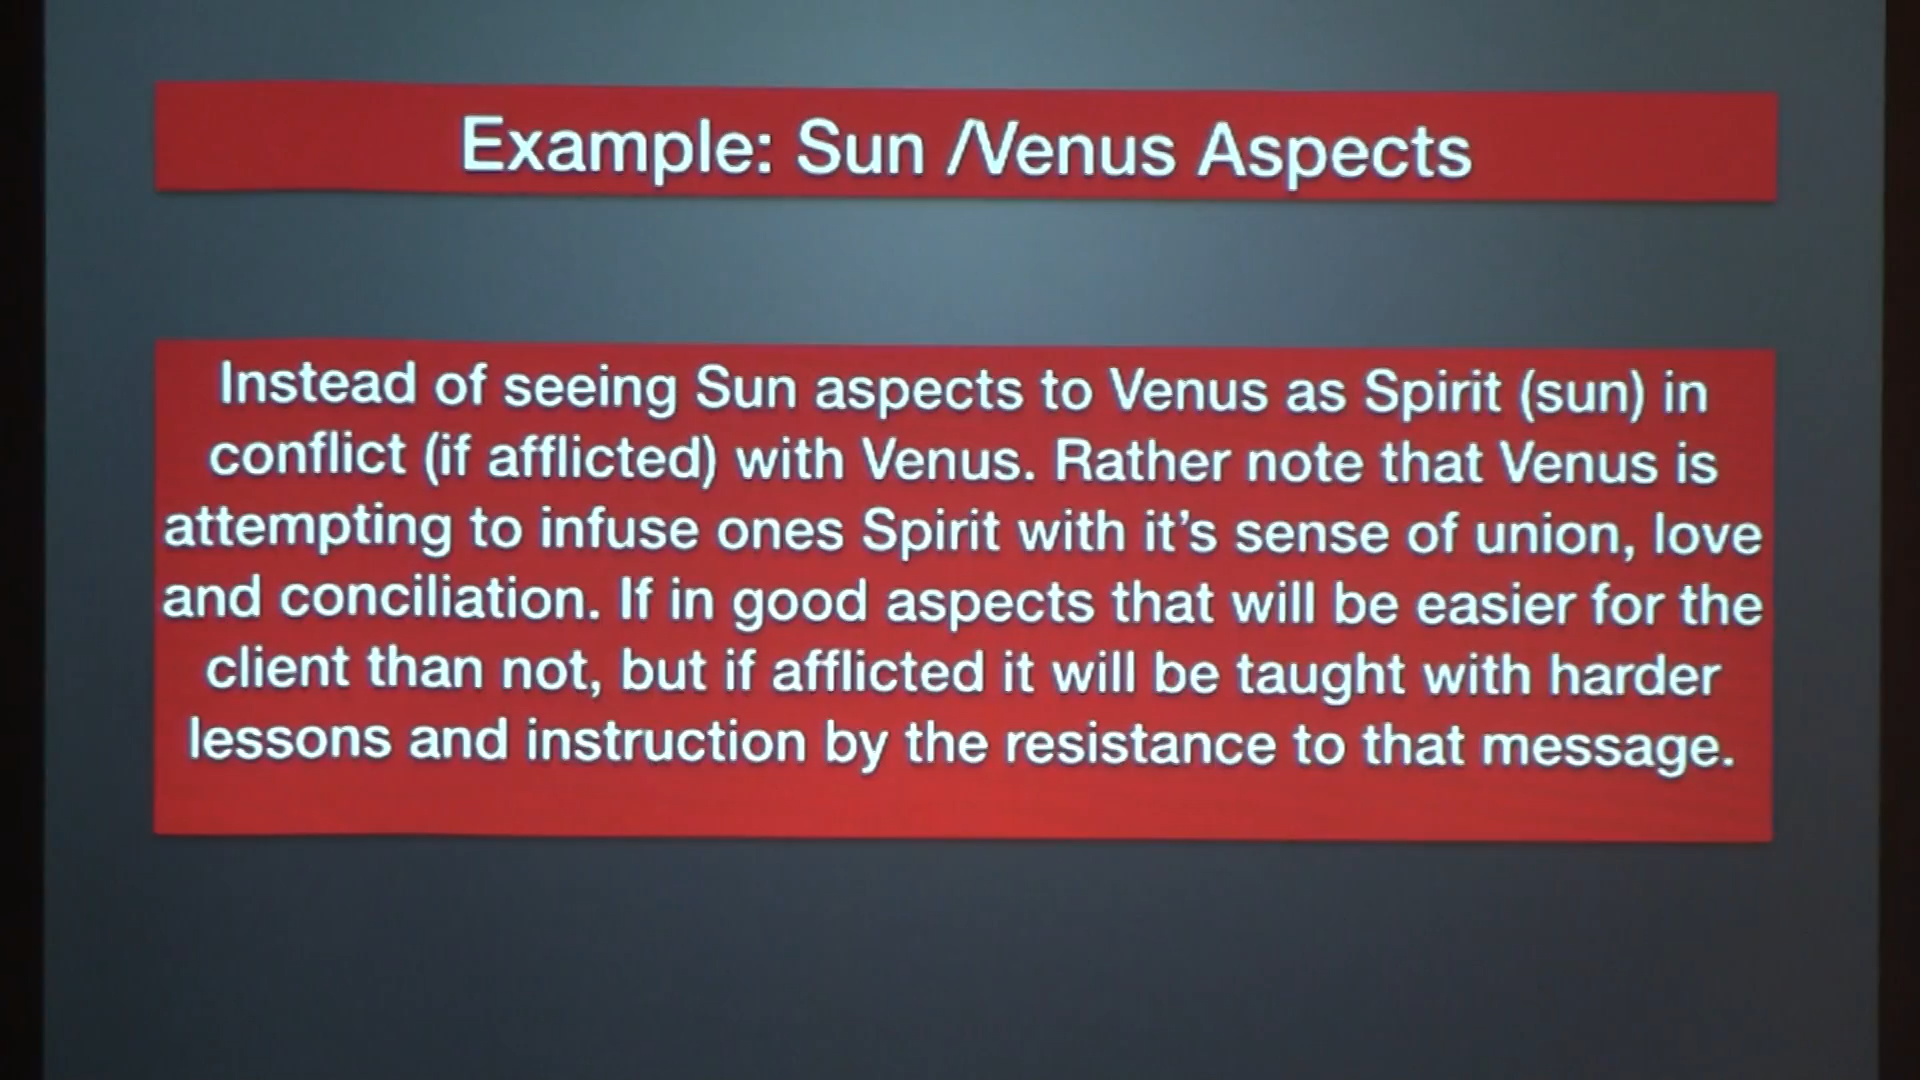 Example: Sun /Venus Aspects
Instead of seeing Sun aspects to Venus as Spirit (sun) in
conflict (if afflicted) with Venus. Rather note that Venus is
attempting to infuse ones Spirit with it’s sense of union, love
and conciliation. If in good aspects that will be easier for the
client than not, but if afflicted it will be taught with harder
lessons and instruction by the resistance to that message.